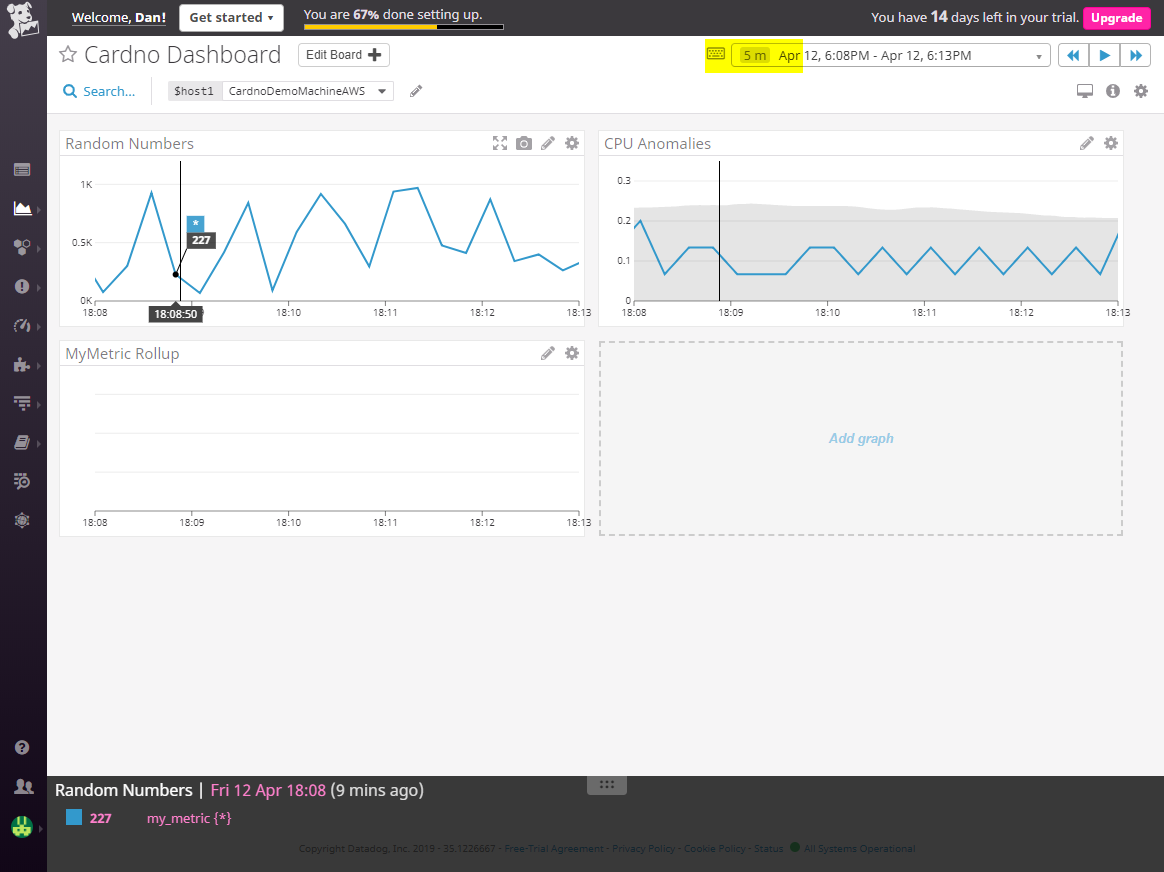 Welcome, Dan!
Get started
You are 67% done setting up.
You have 14 days left in your trial.
Upgrade
Cardno Dashboard
Edit Board
5 m Apr 12, 6:08PM - Apr 12, 6:13PM
Search...
$host1 CardnoDemoMachineAWS
Random Numbers
1K
0.5K
0K
*
227
18:08:50
18:08 18:10 18:11 18:12 18:13
CPU Anomalies
0.3
0.2
0.1
0
18:08 18:09 18:10 18:11 18:12 18:13
MyMetric Rollup
18:08 18:09 18:10 18:11 18:12 18:13
Add graph
Random Numbers | Fri 12 Apr 18:08 (9 mins ago)
227 my_metric {*}
Copyright Datadog, Inc. 2019 - 35.1226667 - Free-Trial Agreement - Privacy Policy - Cookie Policy - Status All Systems Operational